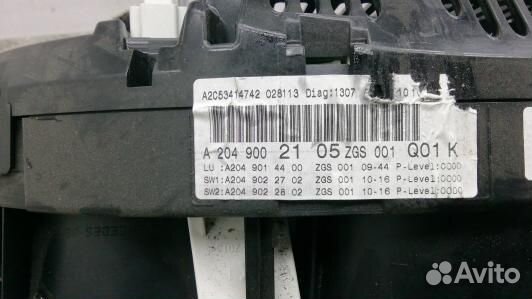 A2C53414742 028113 Diag:1307
A 204 900 21 05 ZGS 001 Q01 K
LU :A204 901 44 00 ZGS 001 09-44 P-Level:0000
SW1:A204 902 27 02 ZGS 001 10-16 P-Level:0000
SW2:A204 902 28 02 ZGS 001 10-16 P-Level:0000
Avito